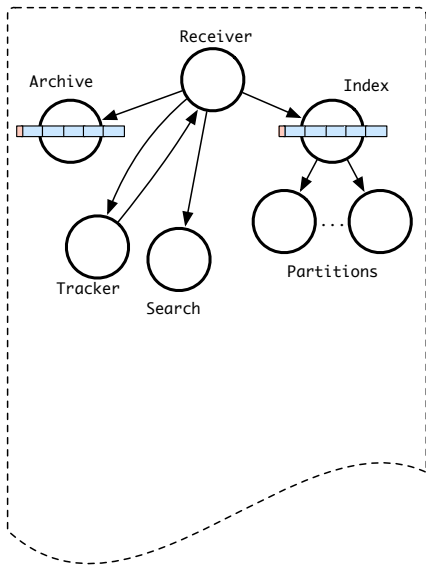 Receiver
Archive
Index
...
Partitions
Tracker
Search